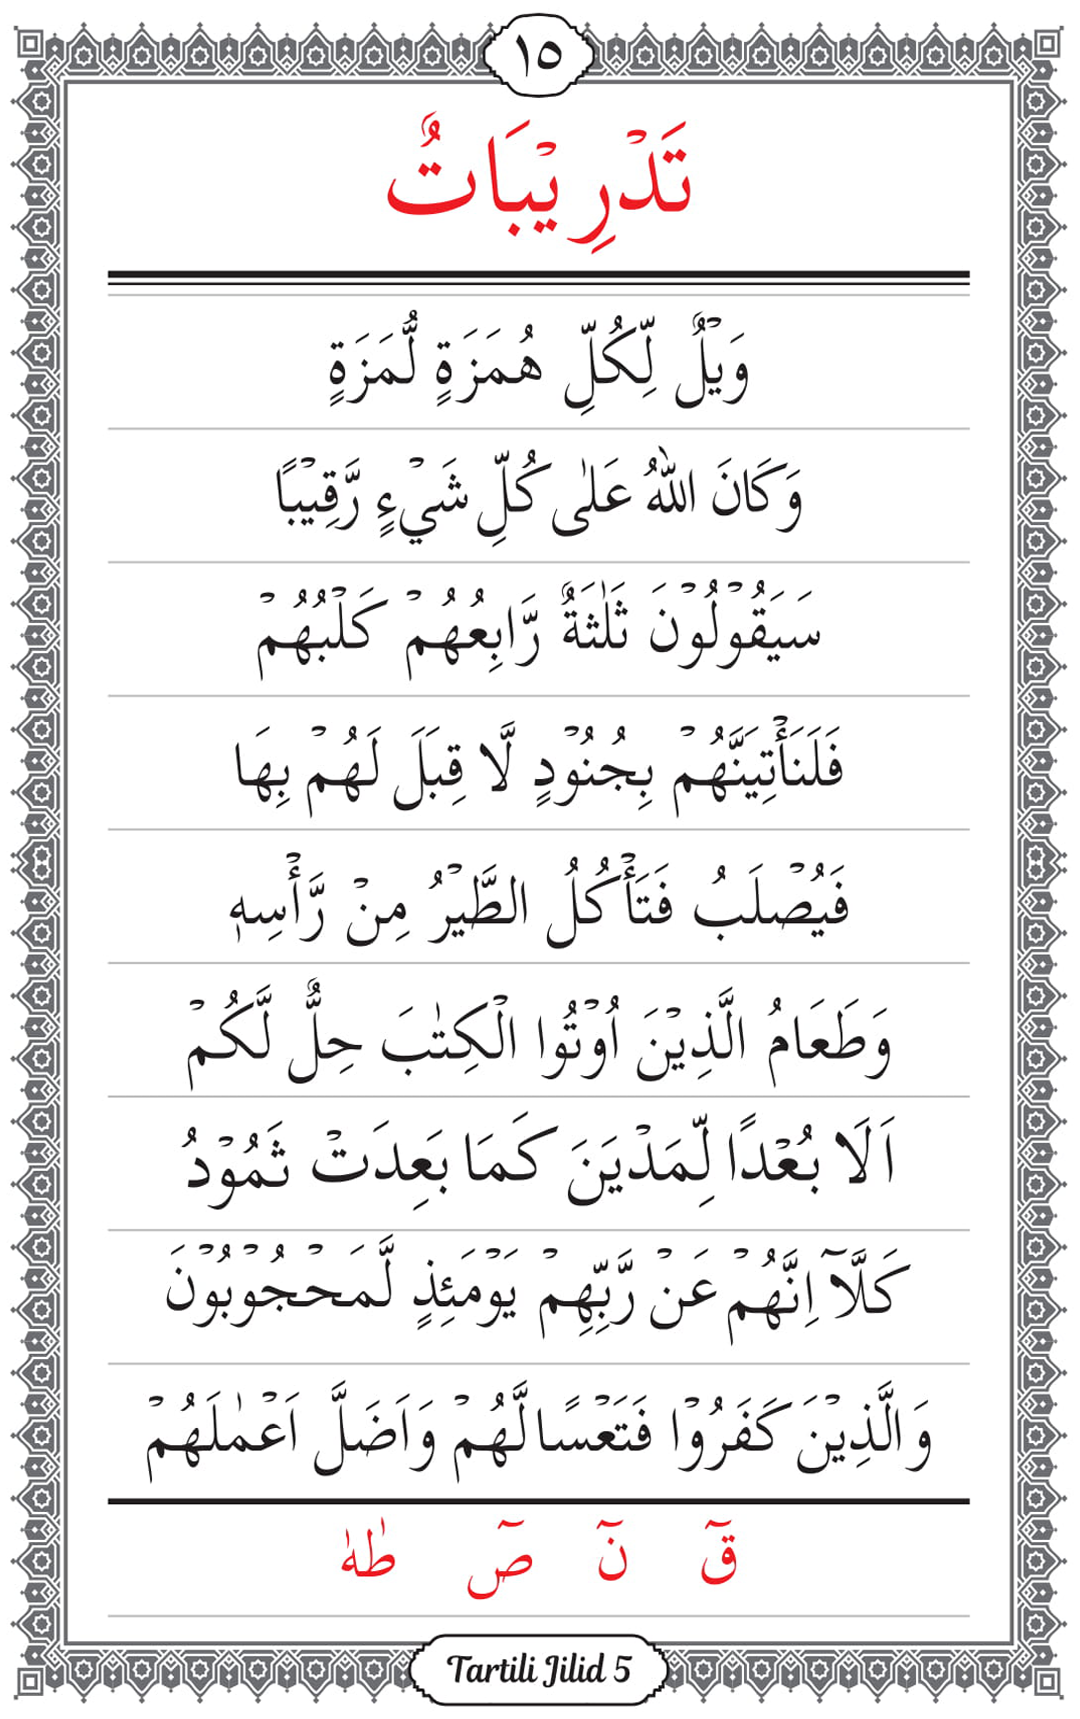 ١٥
تَدْرِيْبَاتٌ
وَيْلٌ لِّكُلِّ هُمَزَةٍ لُّمَزَةٍ
وَكَانَ اللّٰهُ عَلٰى كُلِّ شَيْءٍ رَّقِيْبًا
سَيَقُوْلُوْنَ ثَلٰثَةٌ رَّابِعُهُمْ كَلْبُهُمْ
فَلَنَأْتِيَنَّهُمْ بِجُنُوْدٍ لَّا قِبَلَ لَهُمْ بِهَا
فَيُصْلَبُ فَتَأْكُلُ الطَّيْرُ مِنْ رَّأْسِهٖ
وَطَعَامُ الَّذِيْنَ اُوْتُوا الْكِتٰبَ حِلٌّ لَّكُمْ
اَلَا بُعْدًا لِّمَدْيَنَ كَمَا بَعِدَتْ ثَمُوْدُ
كَلَّآ اِنَّهُمْ عَنْ رَّبِّهِمْ يَوْمَئِذٍ لَّمَحْجُوْبُوْنَ
وَالَّذِيْنَ كَفَرُوْا فَتَعْسًا لَّهُمْ وَاَضَلَّ اَعْمٰلَهُمْ
قٓ نٓ صٓ طٰهٰ
Tartili Jilid 5